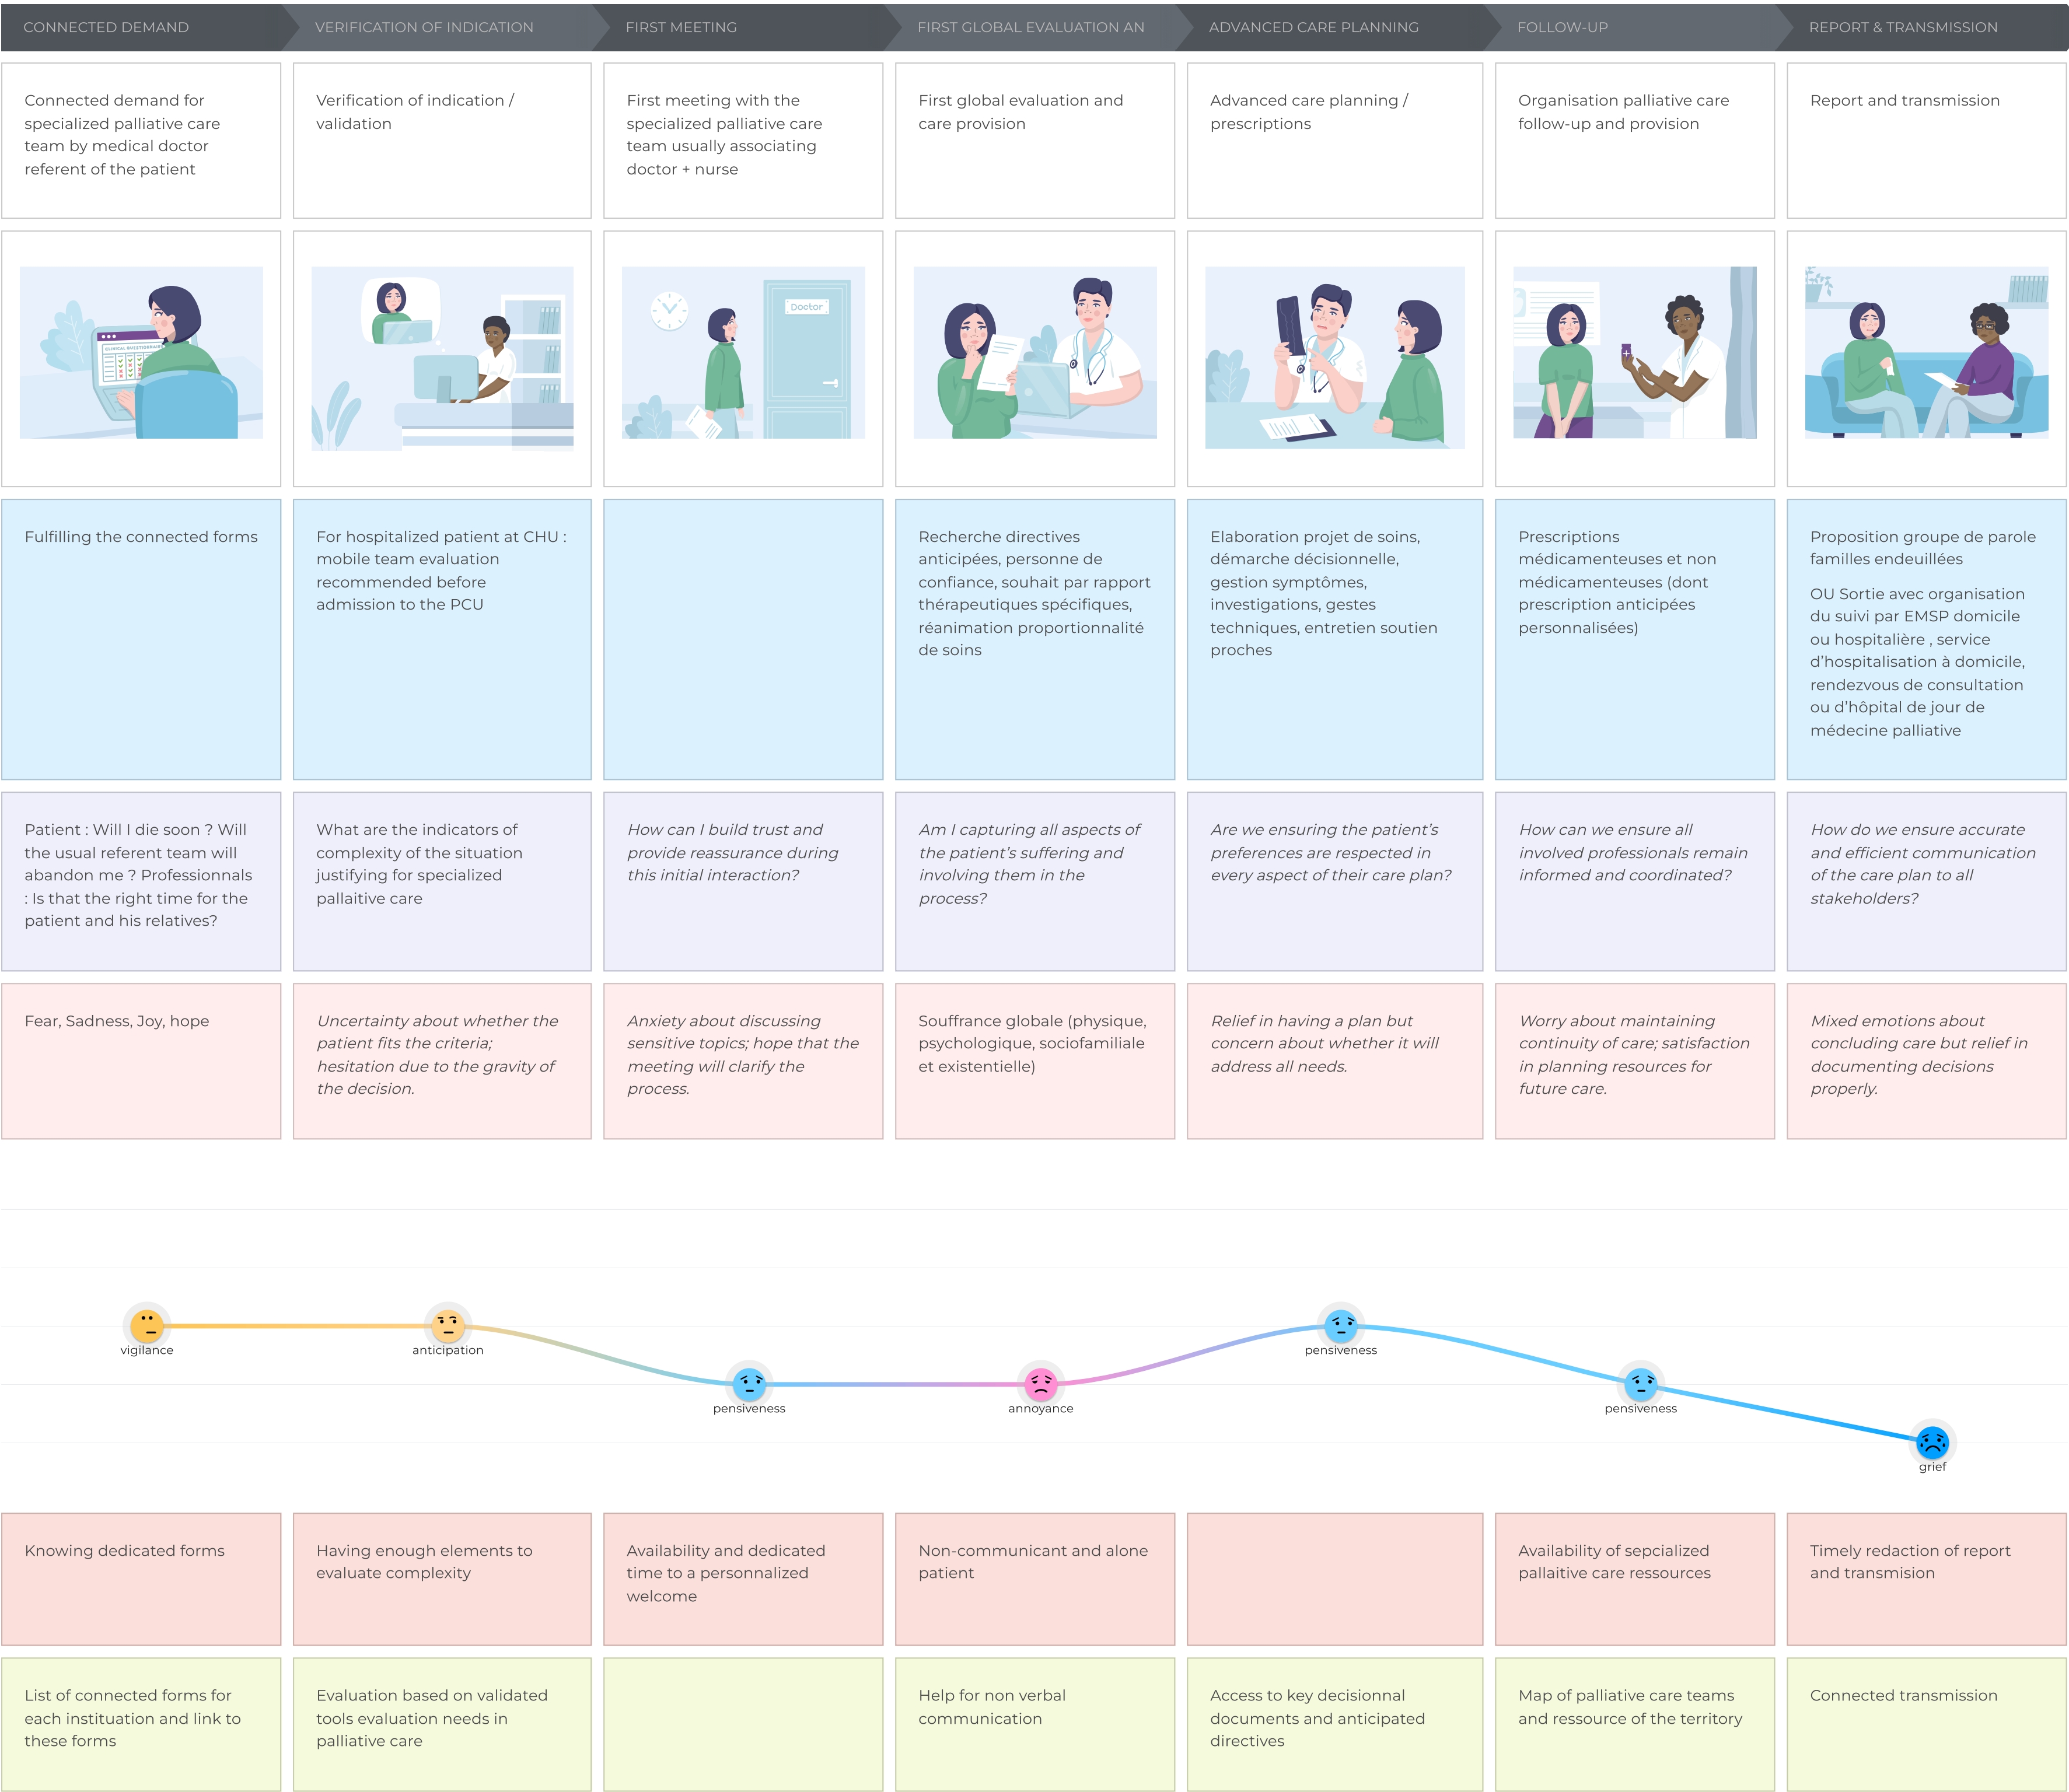 CONNECTED DEMAND
VERIFICATION OF INDICATION
FIRST MEETING
FIRST GLOBAL EVALUATION AN
ADVANCED CARE PLANNING
FOLLOW-UP
REPORT & TRANSMISSION
Connected demand for
specialized palliative care
team by medical doctor
referent of the patient
Verification of indication /
validation
First meeting with the
specialized palliative care
team usually associating
doctor + nurse
First global evaluation and
care provision
Advanced care planning /
prescriptions
Organisation palliative care
follow-up and provision
Report and transmission
CLINICAL QUESTIONNAIRE
Doctor
Fulfilling the connected forms
For hospitalized patient at CHU :
mobile team evaluation
recommended before
admission to the PCU
Recherche directives
anticipées, personne de
confiance, souhait par rapport
thérapeutiques spécifiques,
réanimation proportionnalité
de soins
Elaboration projet de soins,
démarche décisionnelle,
gestion symptômes,
investigations, gestes
techniques, entretien soutien
proches
Prescriptions
médicamenteuses et non
médicamenteuses (dont
prescription anticipées
personnalisées)
Proposition groupe de parole
familles endeuillées
OU Sortie avec organisation
du suivi par EMSP domicile
ou hospitalière , service
d’hospitalisation à domicile,
rendezvous de consultation
ou d’hôpital de jour de
médecine palliative
Patient : Will I die soon ? Will
the usual referent team will
abandon me ? Professionnals
: Is that the right time for the
patient and his relatives?
What are the indicators of
complexity of the situation
justifying for specialized
pallaitive care
How can I build trust and
provide reassurance during
this initial interaction?
Am I capturing all aspects of
the patient’s suffering and
involving them in the
process?
Are we ensuring the patient’s
preferences are respected in
every aspect of their care plan?
How can we ensure all
involved professionals remain
informed and coordinated?
How do we ensure accurate
and efficient communication
of the care plan to all
stakeholders?
Fear, Sadness, Joy, hope
Uncertainty about whether the
patient fits the criteria;
hesitation due to the gravity of
the decision.
Anxiety about discussing
sensitive topics; hope that the
meeting will clarify the
process.
Souffrance globale (physique,
psychologique, sociofamiliale
et existentielle)
Relief in having a plan but
concern about whether it will
address all needs.
Worry about maintaining
continuity of care; satisfaction
in planning resources for
future care.
Mixed emotions about
concluding care but relief in
documenting decisions
properly.
vigilance
anticipation
pensiveness
annoyance
pensiveness
pensiveness
grief
Knowing dedicated forms
Having enough elements to
evaluate complexity
Availability and dedicated
time to a personnalized
welcome
Non-communicant and alone
patient
Availability of sepcialized
pallaitive care ressources
Timely redaction of report
and transmision
List of connected forms for
each instituation and link to
these forms
Evaluation based on validated
tools evaluation needs in
palliative care
Help for non verbal
communication
Access to key decisionnal
documents and anticipated
directives
Map of palliative care teams
and ressource of the territory
Connected transmission